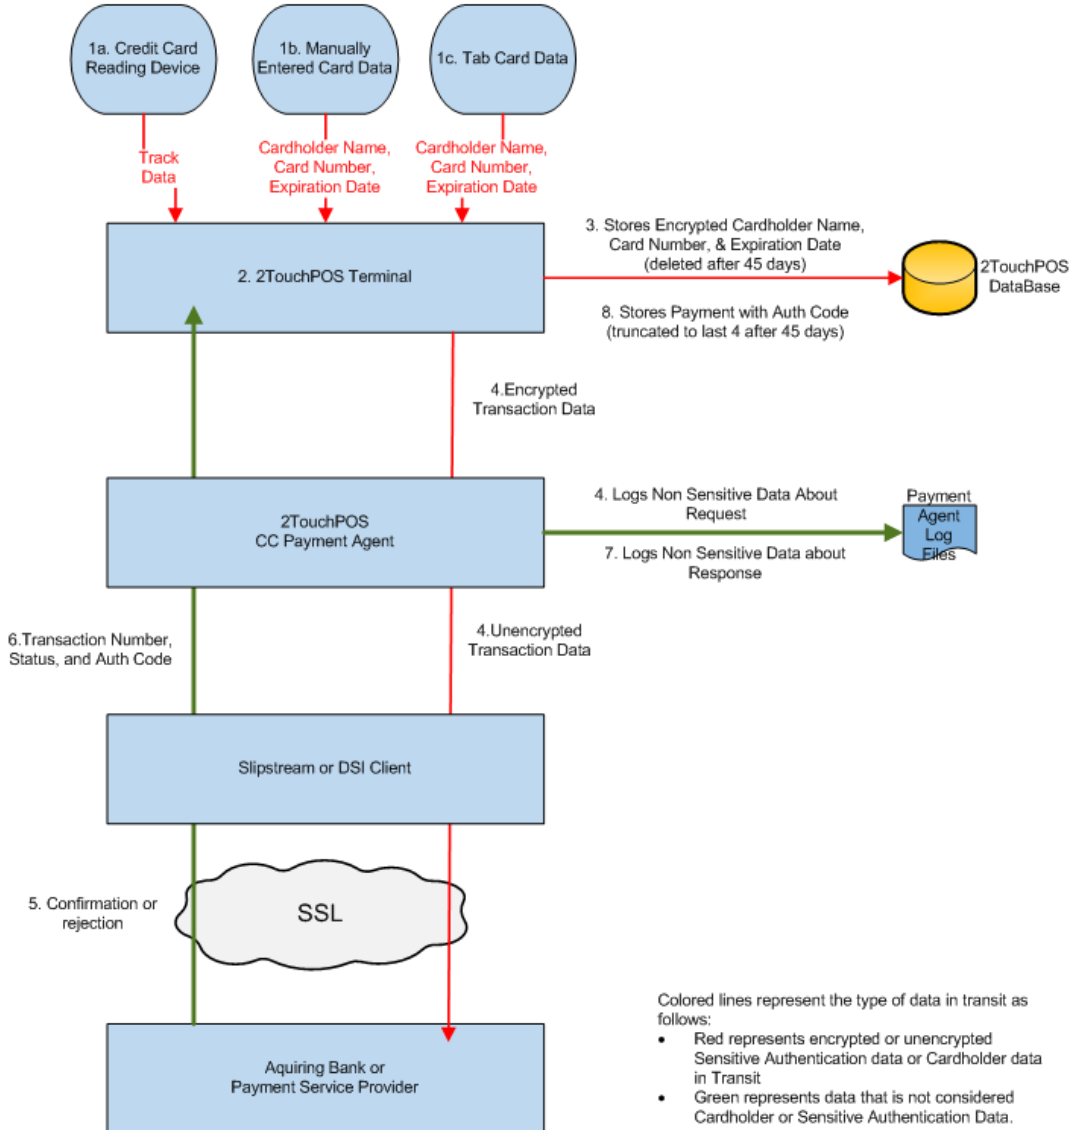 1a. Credit Card
Reading Device
1b. Manually
Entered Card Data
1c. Tab Card Data
Track
Data
Cardholder Name,
Card Number,
Expiration Date
Cardholder Name,
Card Number,
Expiration Date
2. 2TouchPOS Terminal
3. Stores Encrypted Cardholder Name,
Card Number, & Expiration Date
(deleted after 45 days)
8. Stores Payment with Auth Code
(truncated to last 4 after 45 days)
2TouchPOS
DataBase
4.Encrypted
Transaction Data
2TouchPOS
CC Payment Agent
4. Logs Non Sensitive Data About
Request
7. Logs Non Sensitive Data about
Response
Payment
Agent
Log
Files
6.Transaction Number,
Status, and Auth Code
4.Unencrypted
Transaction Data
Slipstream or DSI Client
5. Confirmation or
rejection
SSL
Aquiring Bank or
Payment Service Provider
Colored lines represent the type of data in transit as
follows:
• Red represents encrypted or unencrypted
Sensitive Authentication data or Cardholder data
in Transit
• Green represents data that is not considered
Cardholder or Sensitive Authentication Data.